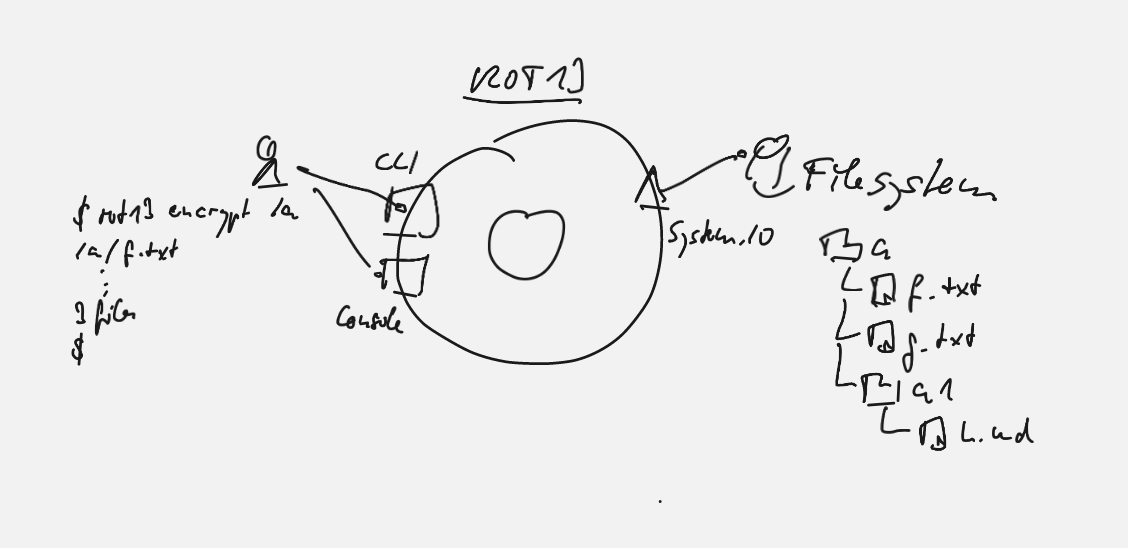 ROT13
CLI
$ rot13 encrypt /a
/a/f.txt
3 files
$
Console
System.IO
Filesystem
a
f.txt
g.txt
a1
h.md